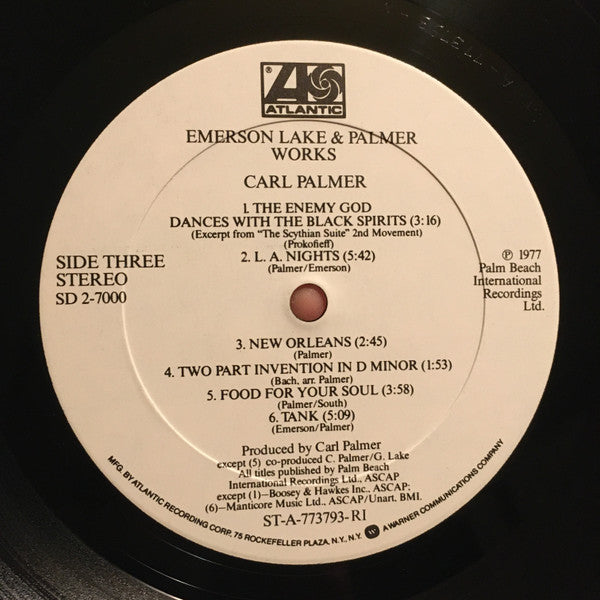 ATLANTIC
®
EMERSON LAKE & PALMER
WORKS
CARL PALMER
1. THE ENEMY GOD
DANCES WITH THE BLACK SPIRITS (3:16)
(Excerpt from "The Scythian Suite" 2nd Movement)
(Prokofieff)
2. L. A. NIGHTS (5:42)
(Palmer/Emerson)
SIDE THREE
STEREO
SD 2-7000
℗ 1977
Palm Beach
International
Recordings
Ltd.
3. NEW ORLEANS (2:45)
(Palmer)
4. TWO PART INVENTION IN D MINOR (1:53)
(Bach, arr. Palmer)
5. FOOD FOR YOUR SOUL (3:58)
(Palmer/South)
6. TANK (5:09)
(Emerson/Palmer)
Produced by Carl Palmer
except (5) co-produced C. Palmer/G. Lake
All titles published by Palm Beach
International Recordings Ltd., ASCAP
except (1)—Boosey & Hawkes Inc., ASCAP;
(6)—Manticore Music Ltd., ASCAP/Unart, BMI.
ST-A-773793-RI
MFG. BY ATLANTIC RECORDING CORP. 75 ROCKEFELLER PLAZA, N.Y., N.Y. W A WARNER COMMUNICATIONS COMPANY